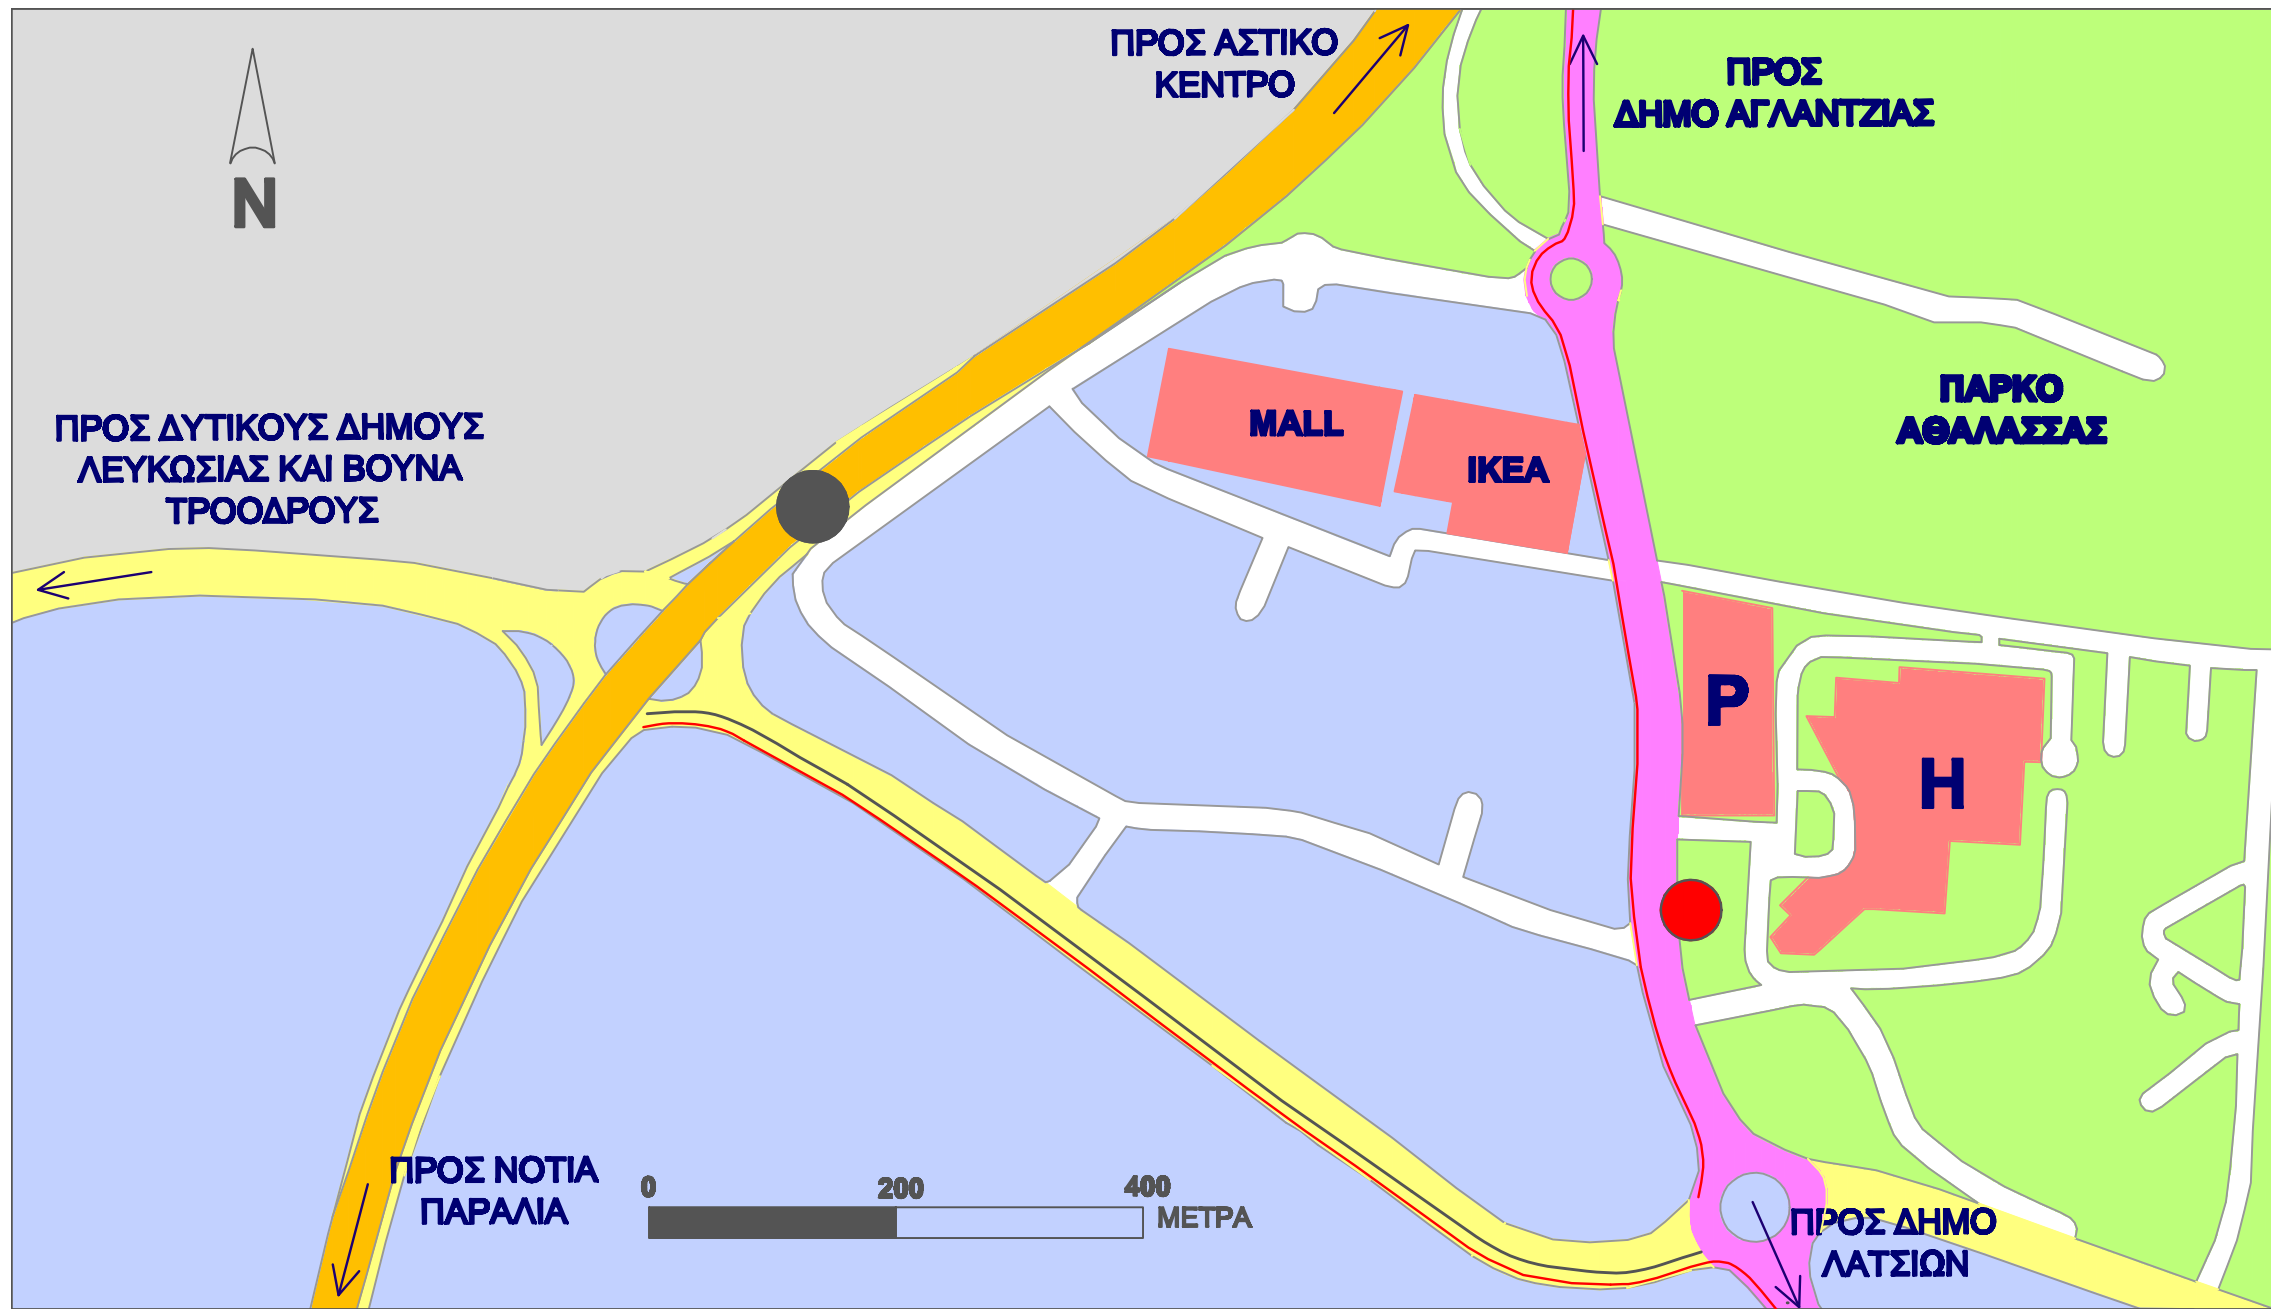 ΠΡΟΣ ΑΣΤΙΚΟ
ΚΕΝΤΡΟ
ΠΡΟΣ
ΔΗΜΟ ΑΓΛΑΝΤΖΙΑΣ
N
ΠΑΡΚΟ
ΑΘΑΛΑΣΣΑΣ
ΠΡΟΣ ΔΥΤΙΚΟΥΣ ΔΗΜΟΥΣ
ΛΕΥΚΩΣΙΑΣ ΚΑΙ ΒΟΥΝΑ
ΤΡΟΟΔΡΟΥΣ
MALL
IKEA
P
H
ΠΡΟΣ ΝΟΤΙΑ
ΠΑΡΑΛΙΑ
0 200 400
ΜΕΤΡΑ
ΠΡΟΣ ΔΗΜΟ
ΛΑΤΣΙΩΝ